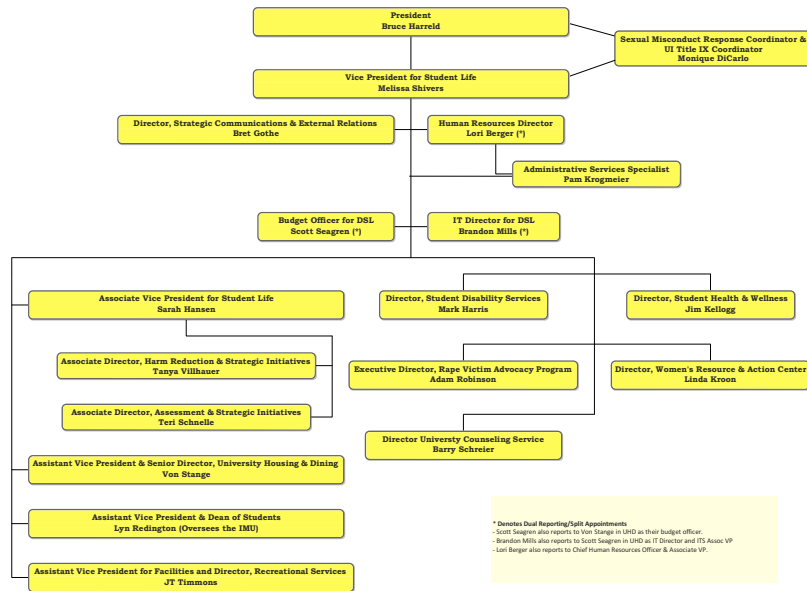 President
Bruce Harreld
Sexual Misconduct Response Coordinator &
UI Title IX Coordinator
Monique DiCarlo
Vice President for Student Life
Melissa Shivers
Director, Strategic Communications & External Relations
Bret Gothe
Human Resources Director
Lori Berger (*)
Administrative Services Specialist
Pam Krogmeier
Budget Officer for DSL
Scott Seagren (*)
IT Director for DSL
Brandon Mills (*)
Associate Vice President for Student Life
Sarah Hansen
Director, Student Disability Services
Mark Harris
Director, Student Health & Wellness
Jim Kellogg
Associate Director, Harm Reduction & Strategic Initiatives
Tanya Villhauer
Executive Director, Rape Victim Advocacy Program
Adam Robinson
Director, Women's Resource & Action Center
Linda Kroon
Associate Director, Assessment & Strategic Initiatives
Teri Schnelle
Director Universty Counseling Service
Barry Schreier
Assistant Vice President & Senior Director, University Housing & Dining
Von Stange
Assistant Vice President & Dean of Students
Lyn Redington (Oversees the IMU)
Assistant Vice President for Facilities and Director, Recreational Services
JT Timmons
* Denotes Dual Reporting/Split Appointments
- Scott Seagren also reports to Von Stange in UHD as their budget officer.
- Brandon Mills also reports to Scott Seagren in UHD as IT Director and ITS Assoc VP
- Lori Berger also reports to Chief Human Resources Officer & Associate VP.